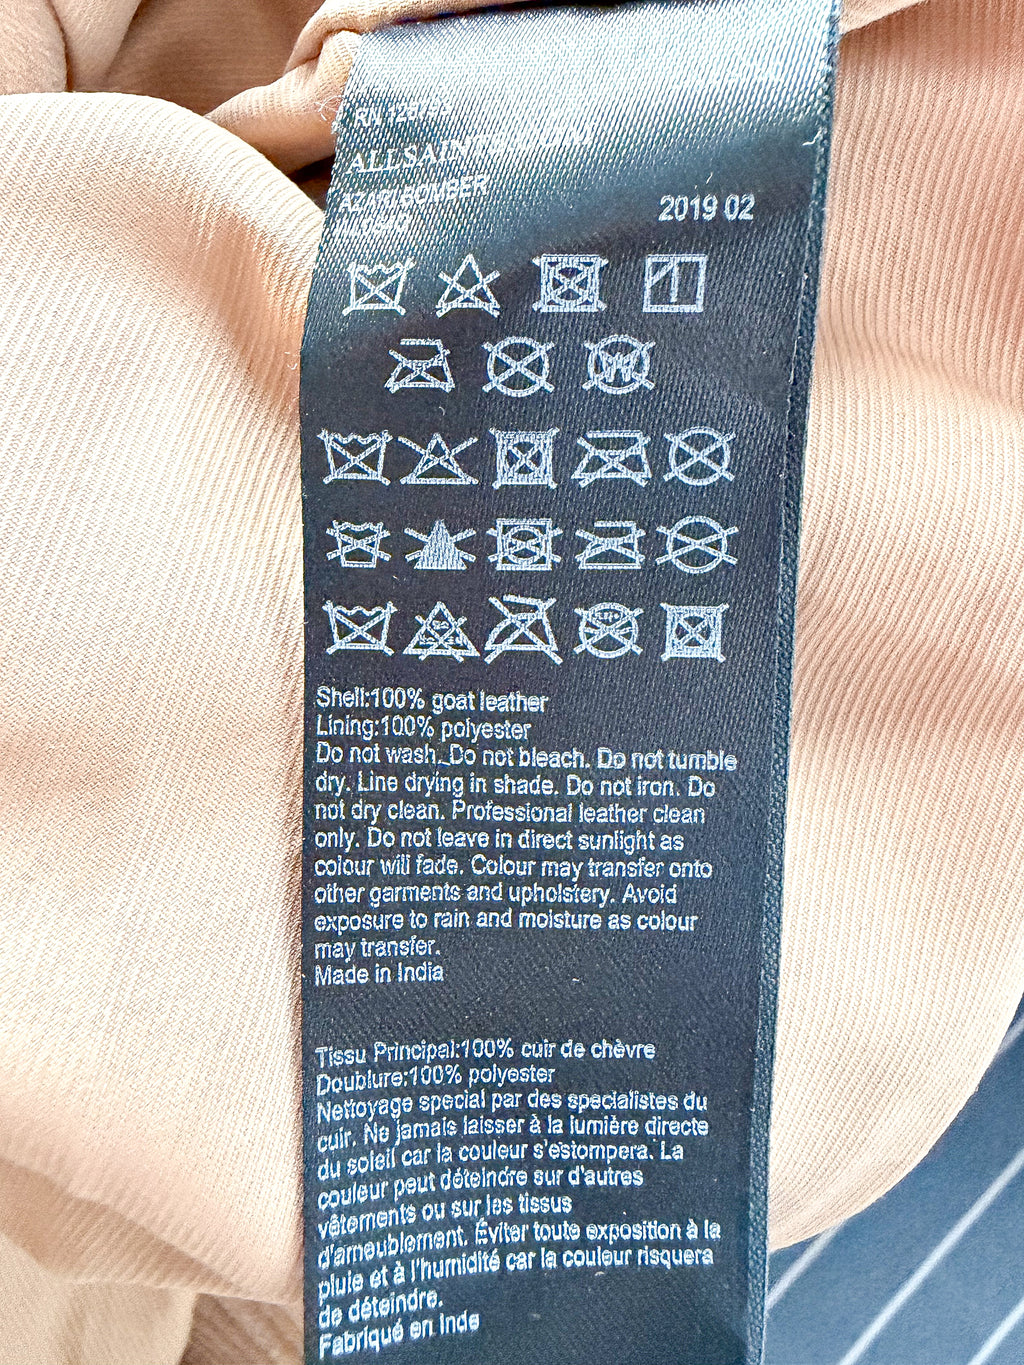 2019 02
W
Shell:100% goat leather
Lining:100% polyester
Do not wash. Do not bleach. Do not tumble
dry. Line drying in shade. Do not iron. Do
not dry clean. Professional leather clean
only. Do not leave in direct sunlight as
colour will fade. Colour may transfer onto
other garments and upholstery. Avoid
exposure to rain and moisture as colour
may transfer.
Made in India
Tissu Principal:100% cuir de chèvre
Doublure:100% polyester
Nettoyage special par des specialistes du
cuir. Ne jamais laisser à la lumière directe
du soleil car la couleur s'estompera. La
couleur peut déteindre sur d'autres
vêtements ou sur les tissus
d'ameublement. Éviter toute exposition à la
pluie et à l'humidité car la couleur risquera
de déteindre.
Fabriqué en Inde